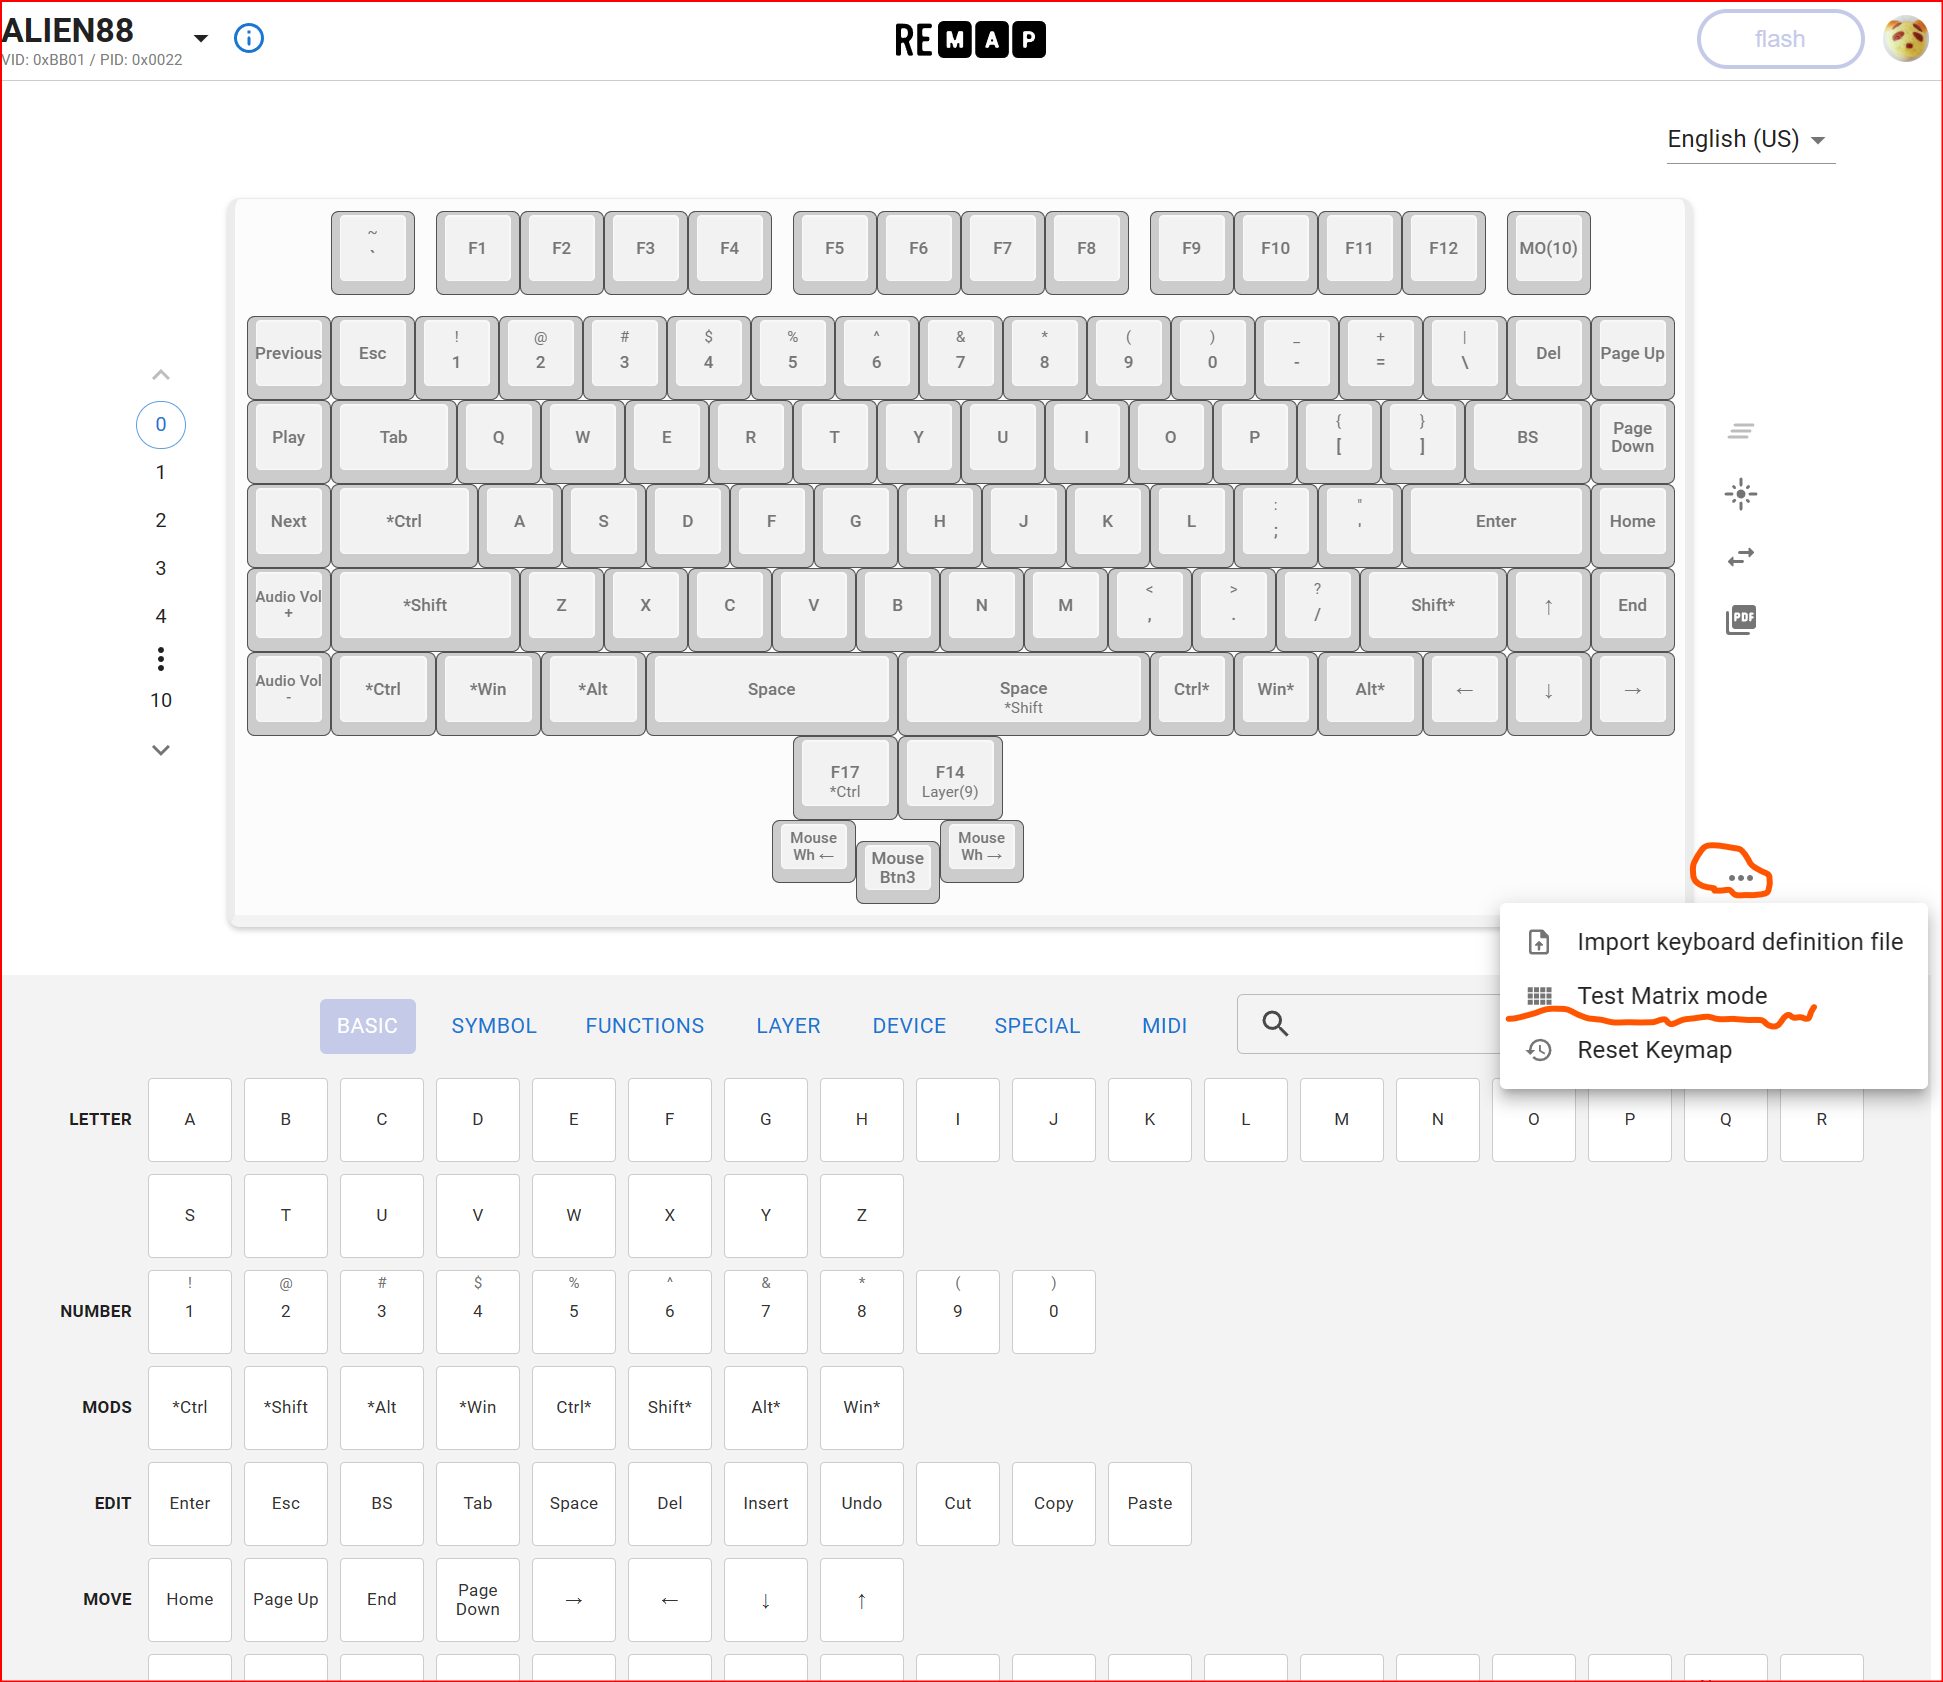 ALIEN88
VID: 0xBB01 / PID: 0x0022
RE MAP
flash
English (US)
~
`
F1 F2 F3 F4 F5 F6 F7 F8 F9 F10 F11 F12 MO(10)
! @ # $ % ^ & * ( ) _ + |
Previous Esc 1 2 3 4 5 6 7 8 9 0 - = \ Del Page Up
{ }
Play Tab Q W E R T Y U I O P [ ] BS Page Down
: "
Next *Ctrl A S D F G H J K L ; ' Enter Home
< > ?
Audio Vol + *Shift Z X C V B N M , . / Shift* ↑ End
Audio Vol - *Ctrl *Win *Alt Space Space Ctrl* Win* Alt* ← ↓ →
*Shift
F17 F14
*Ctrl Layer(9)
Mouse Wh ← Mouse Btn3 Mouse Wh →
0
1
2
3
4
10
PDF
Import keyboard definition file
Test Matrix mode
Reset Keymap
BASIC SYMBOL FUNCTIONS LAYER DEVICE SPECIAL MIDI
LETTER A B C D E F G H I J K L M N O P Q R
S T U V W X Y Z
! @ # $ % ^ & * ( )
NUMBER 1 2 3 4 5 6 7 8 9 0
MODS *Ctrl *Shift *Alt *Win Ctrl* Shift* Alt* Win*
EDIT Enter Esc BS Tab Space Del Insert Undo Cut Copy Paste
MOVE Home Page Up End Page Down → ← ↓ ↑